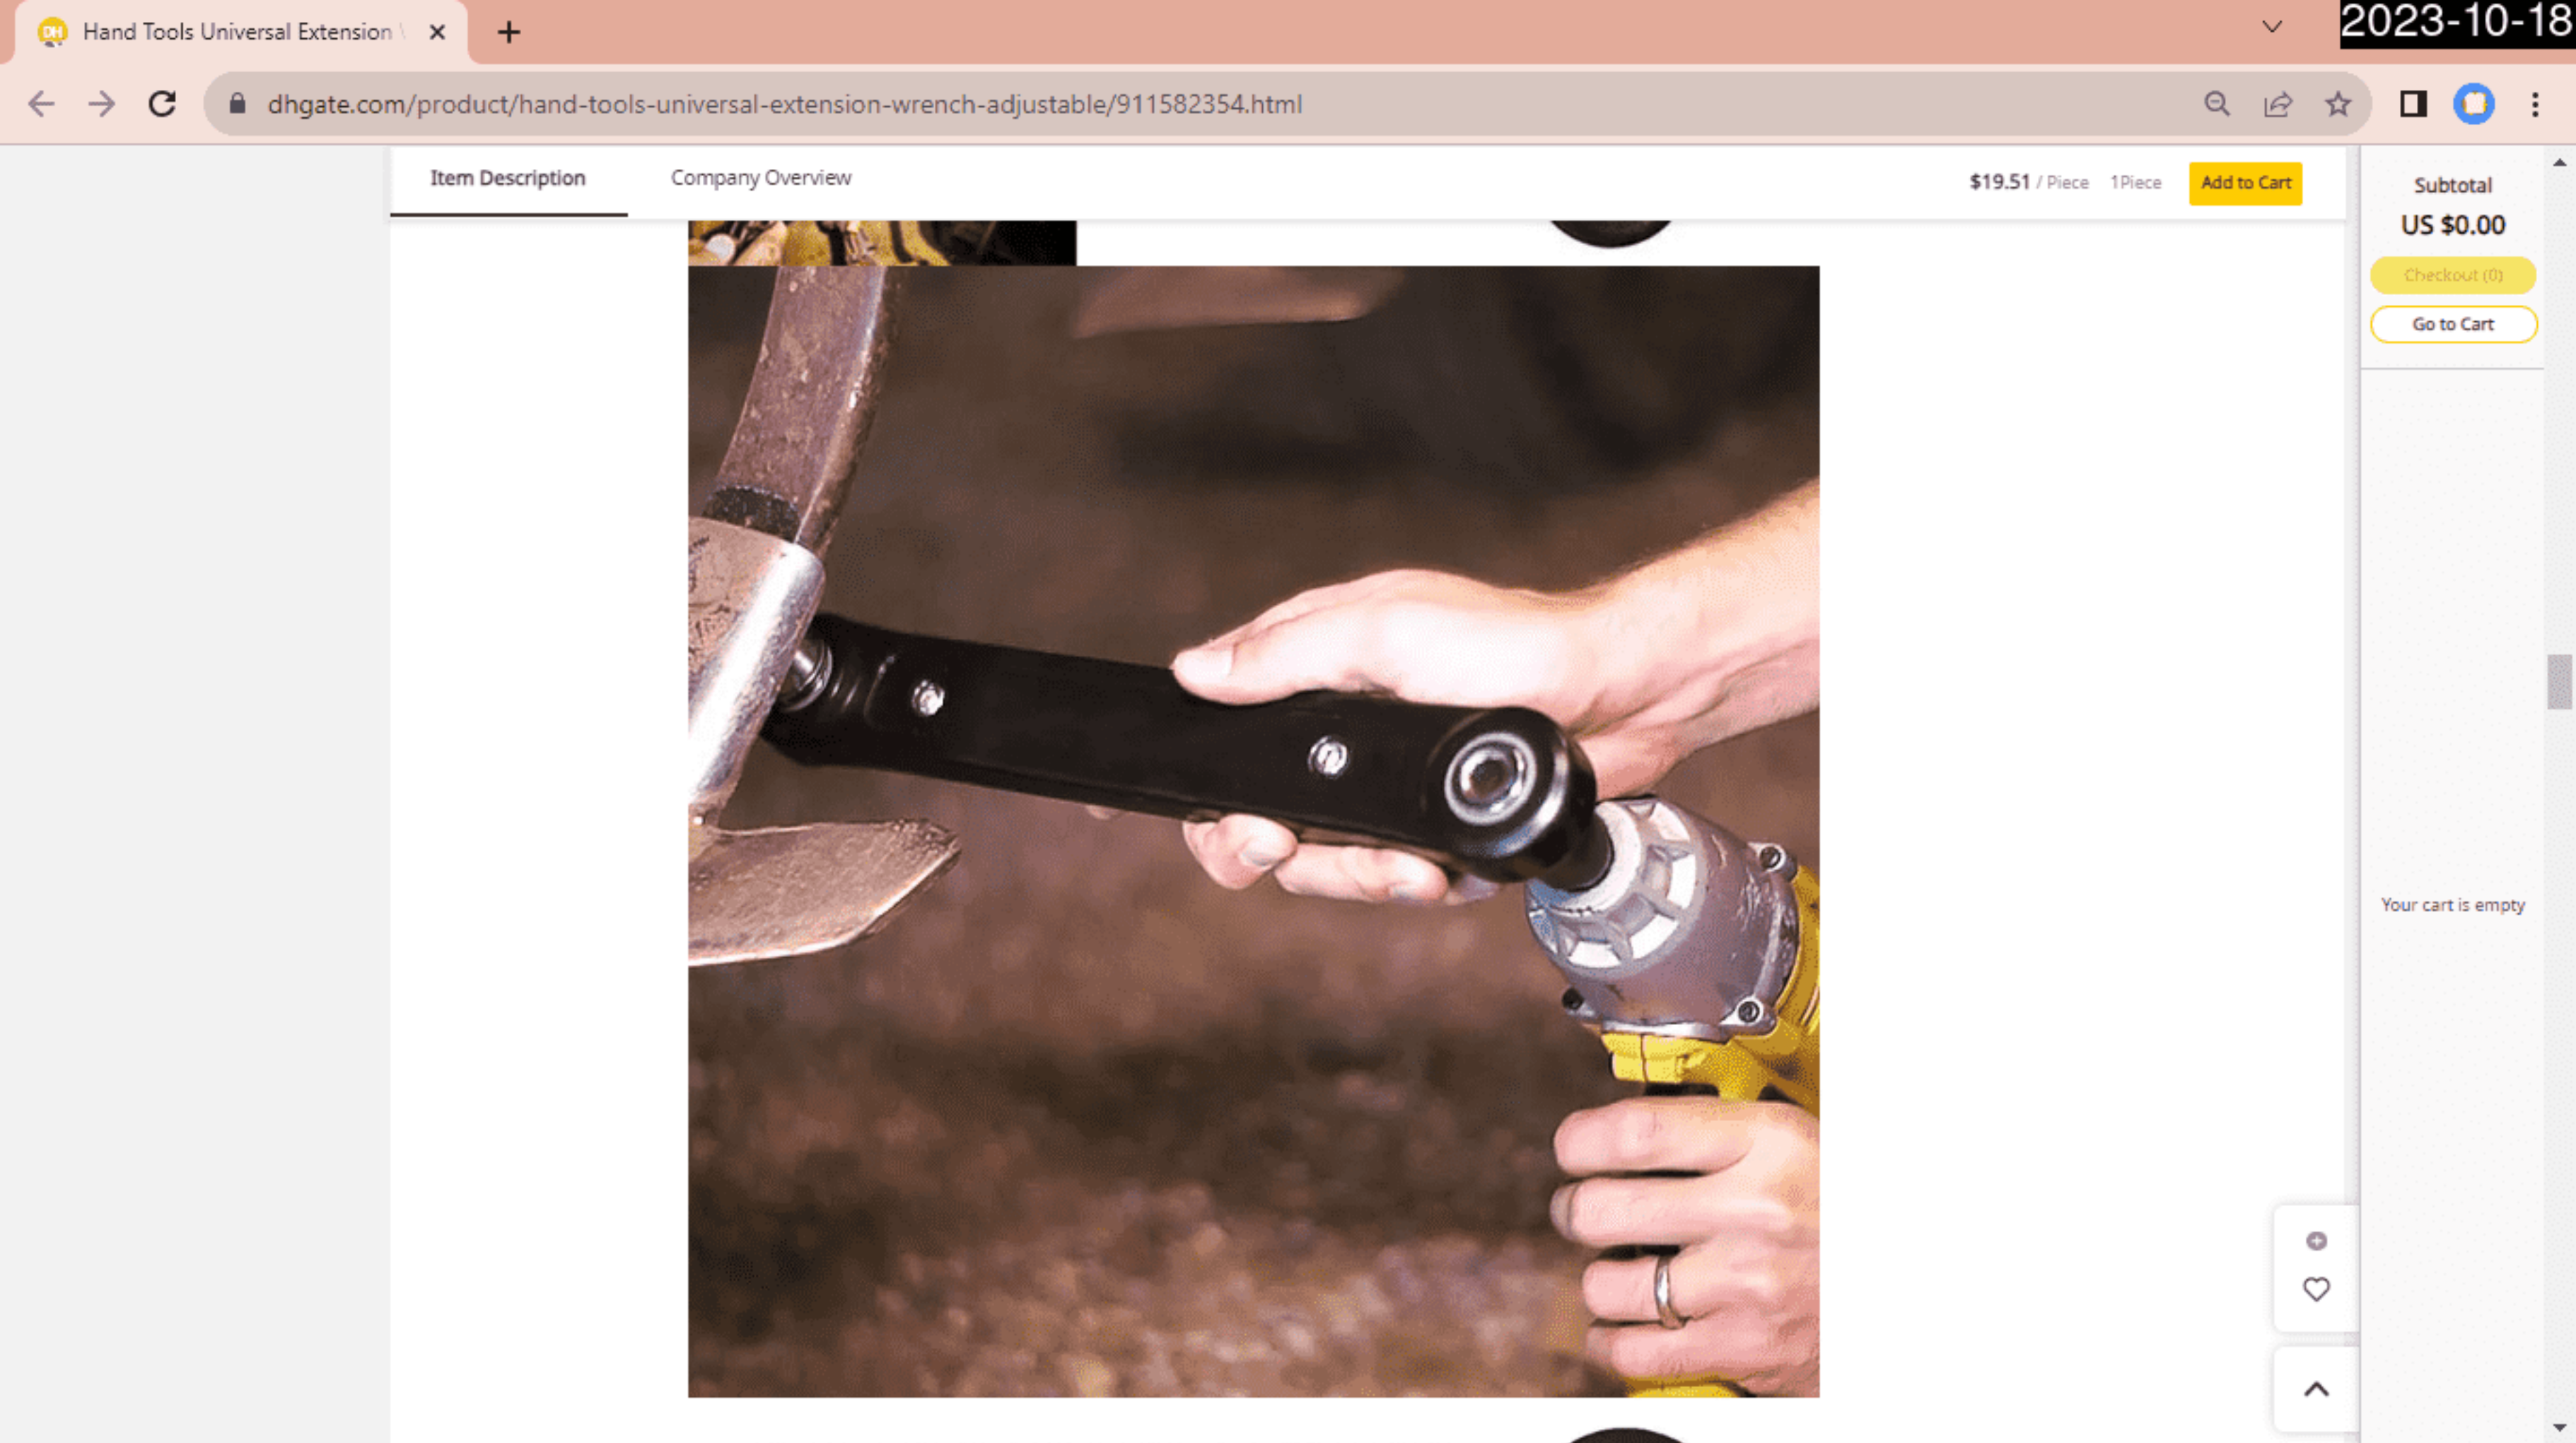 Hand Tools Universal Extension
2023-10-18
dhgate.com/product/hand-tools-universal-extension-wrench-adjustable/911582354.html
Item Description
Company Overview
$19.51 / Piece 1Piece
Add to Cart
Subtotal
US $0.00
Checkout (0)
Go to Cart
Your cart is empty